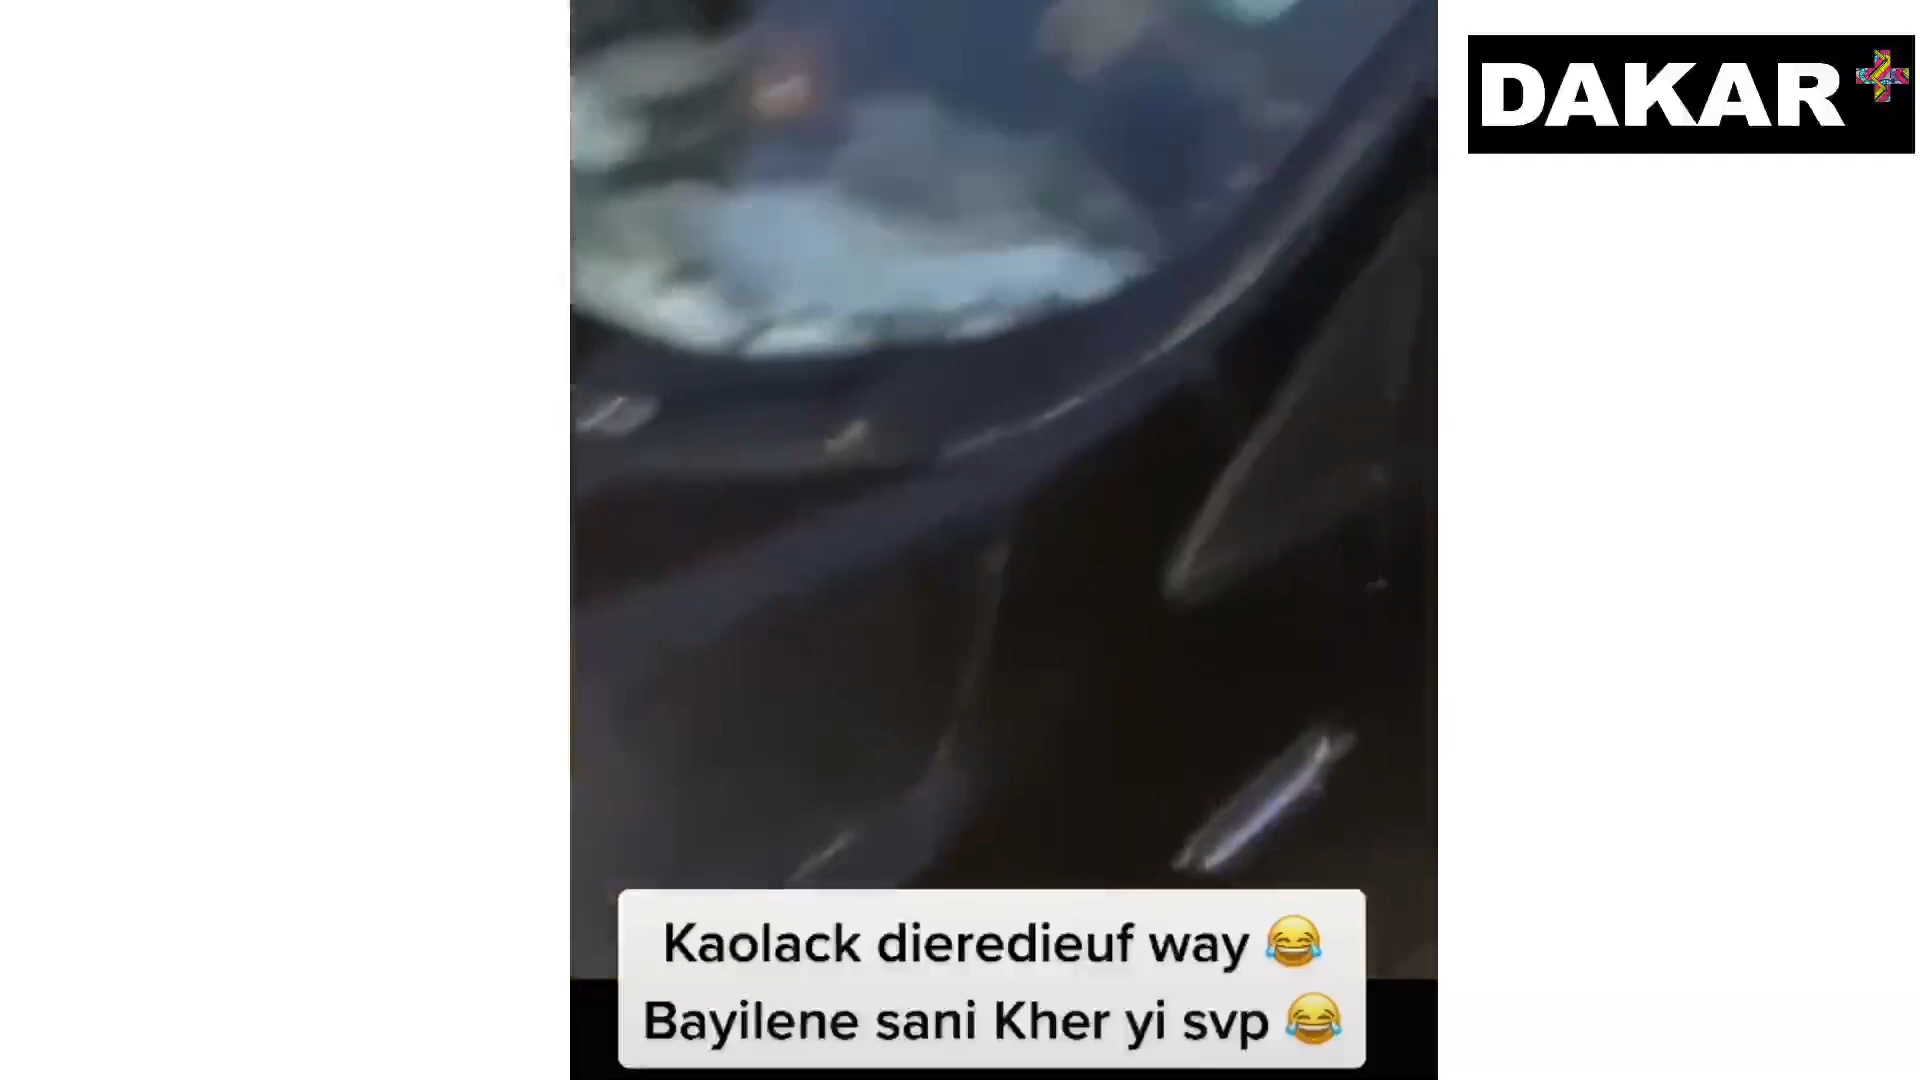 DAKAR+
Kaolack dieredieuf way 😂
Bayilene sani Kher yi svp 😂